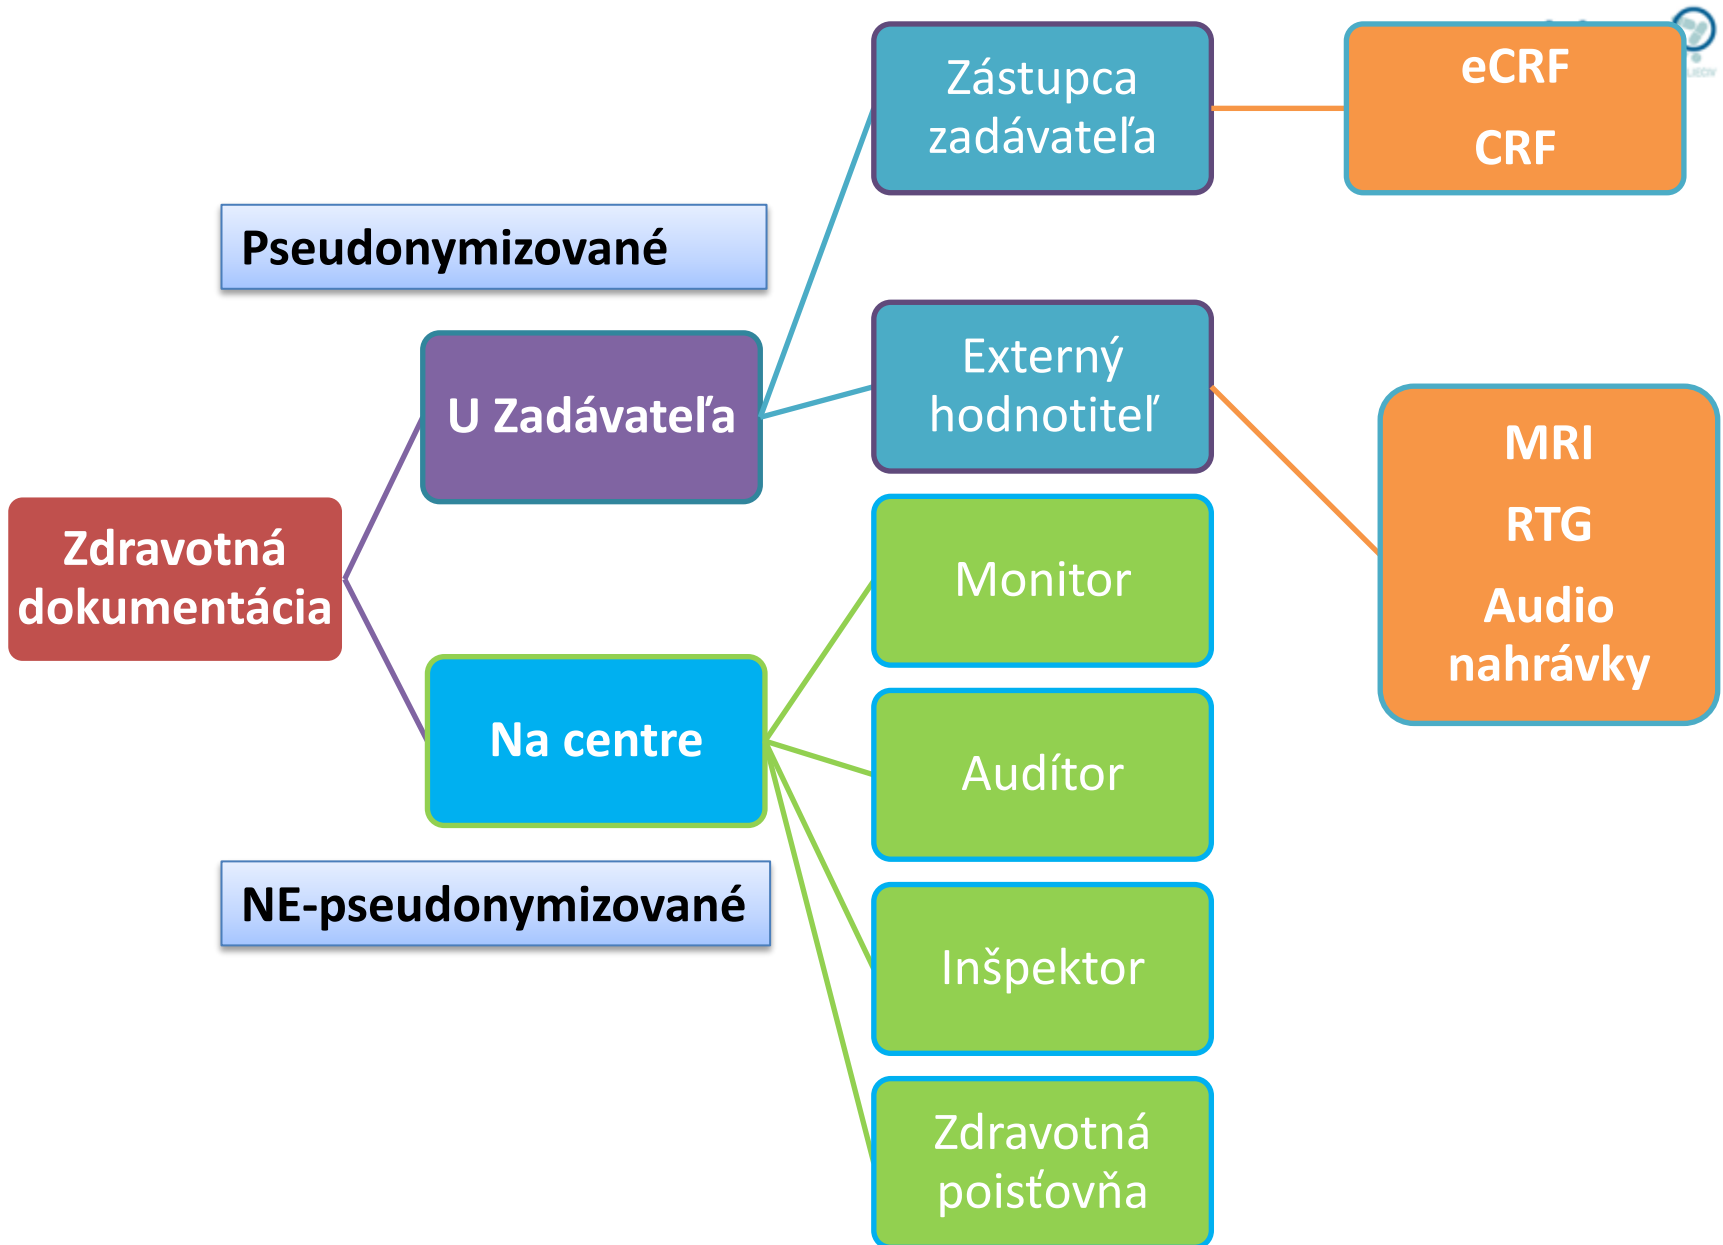 Zástupca
zadávateľa
eCRF
CRF
Pseudonymizované
U Zadávateľa
Externý
hodnotiteľ
MRI
RTG
Audio
nahrávky
Zdravotná
dokumentácia
Monitor
Na centre
Audítor
NE-pseudonymizované
Inšpektor
Zdravotná
poisťovňa